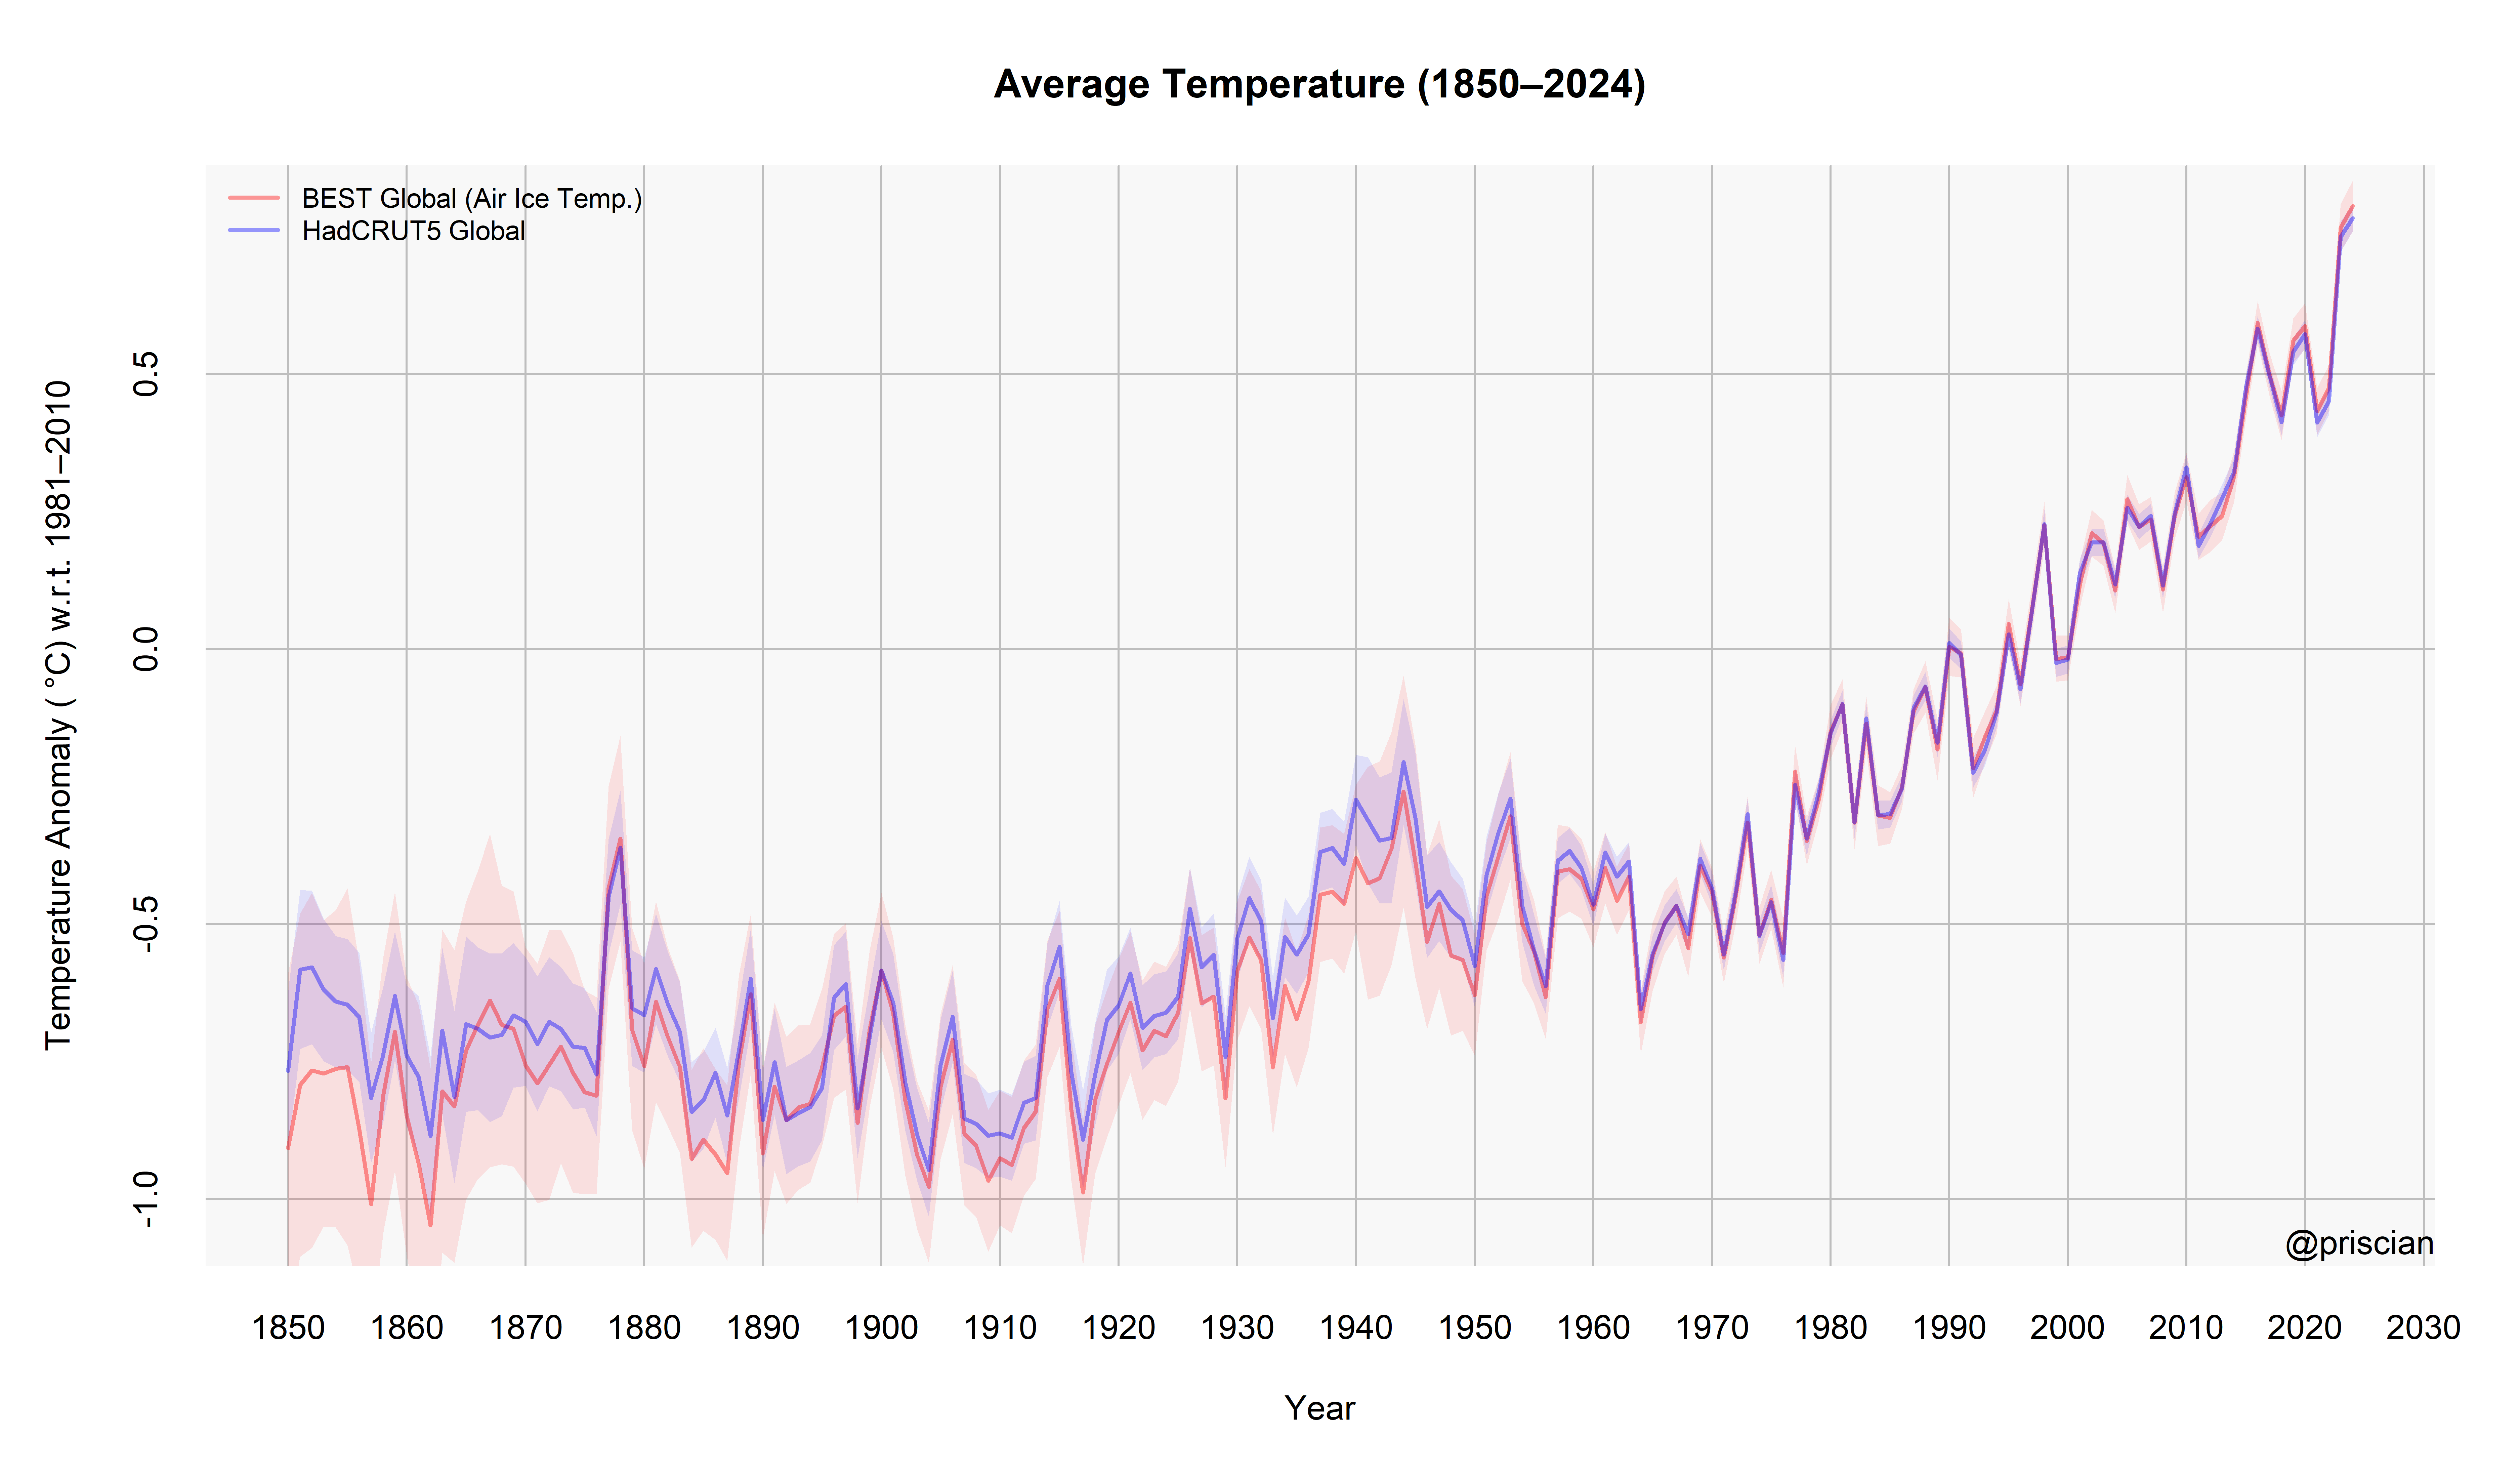 Average Temperature (1850–2024)
BEST Global (Air Ice Temp.)
HadCRUT5 Global
Temperature Anomaly ( °C) w.r.t. 1981–2010
0.5
0.0
-0.5
-1.0
@priscian
1850 1860 1870 1880 1890 1900 1910 1920 1930 1940 1950 1960 1970 1980 1990 2000 2010 2020 2030
Year